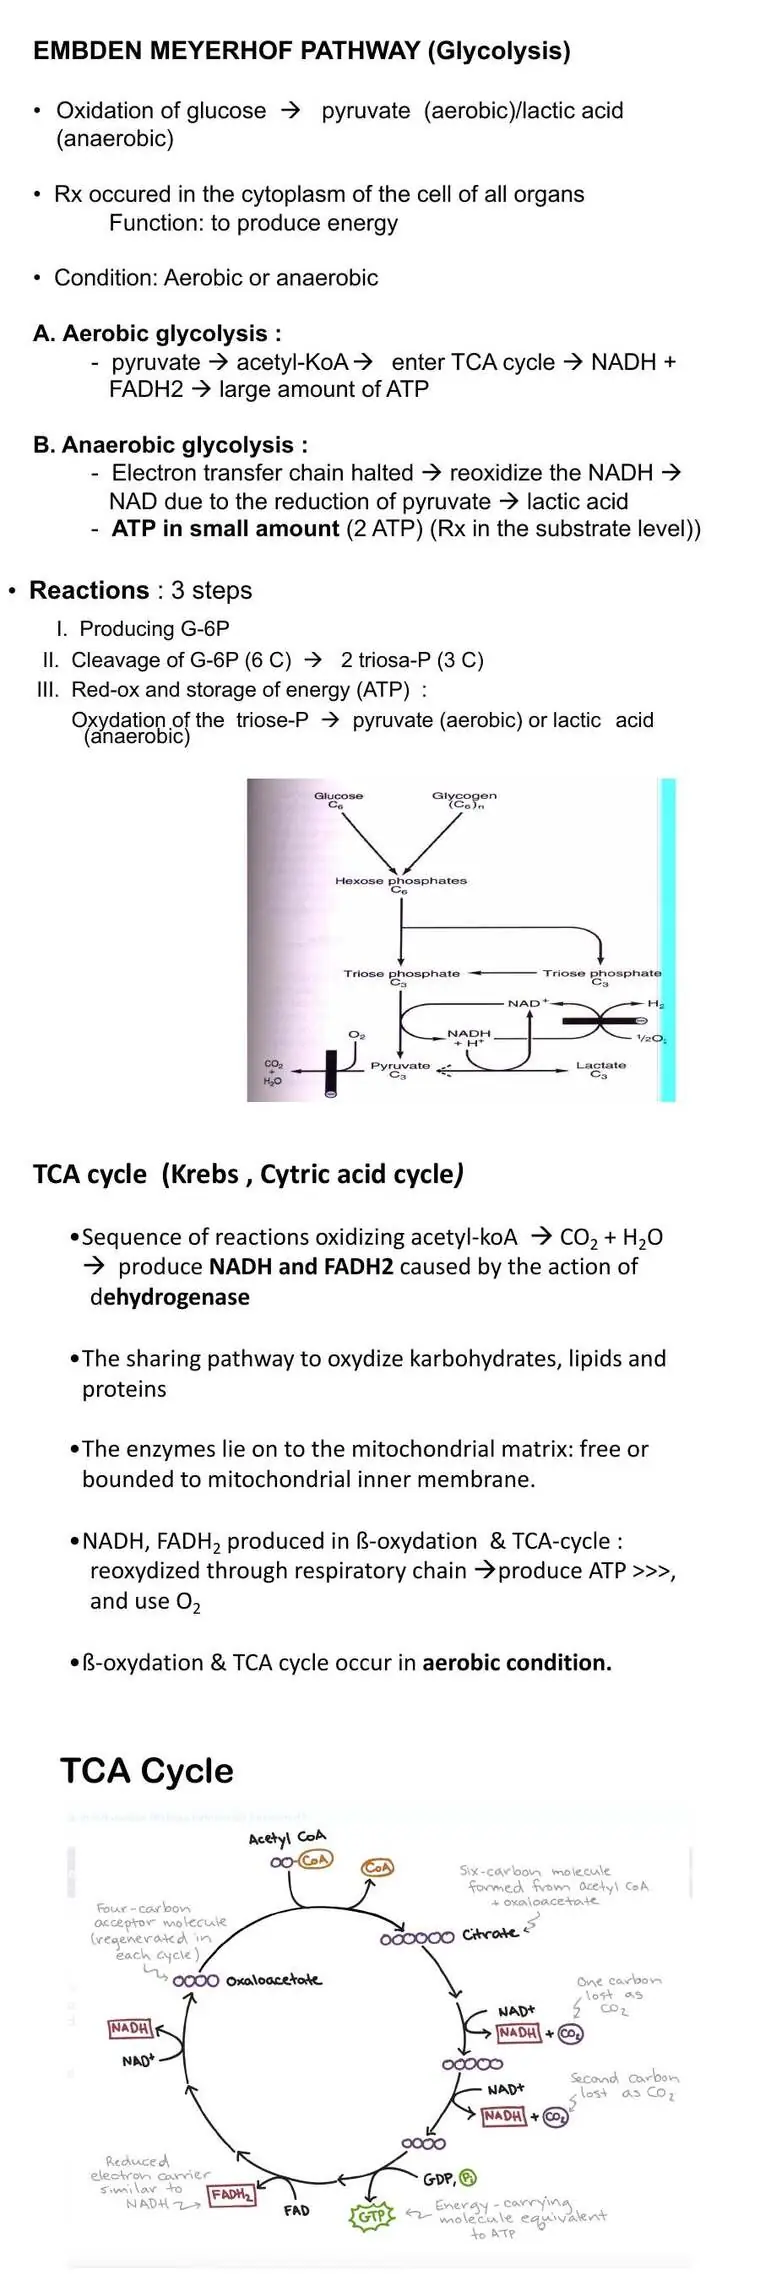 EMBDEN MEYERHOF PATHWAY (Glycolysis)
• Oxidation of glucose → pyruvate (aerobic)/lactic acid
(anaerobic)
• Rx occured in the cytoplasm of the cell of all organs
Function: to produce energy
• Condition: Aerobic or anaerobic
A. Aerobic glycolysis :
- pyruvate → acetyl-KoA → enter TCA cycle → NADH +
FADH2 → large amount of ATP
B. Anaerobic glycolysis :
- Electron transfer chain halted → reoxidize the NADH →
NAD due to the reduction of pyruvate → lactic acid
- ATP in small amount (2 ATP) (Rx in the substrate level))
• Reactions : 3 steps
I. Producing G-6P
II. Cleavage of G-6P (6 C) → 2 triosa-P (3 C)
III. Red-ox and storage of energy (ATP) :
Oxydation of the triose-P → pyruvate (aerobic) or lactic acid
(anaerobic)
Glucose
C6
Glycogen
(C6)n
Hexose phosphates
C6
Triose phosphate
C3
Triose phosphate
C3
NAD+
H2
O2
NADH
+ H+
1/2O2
CO2
+
H2O
Pyruvate
C3
Lactate
C3
TCA cycle (Krebs , Cytric acid cycle)
•Sequence of reactions oxidizing acetyl-koA → CO2 + H2O
→ produce NADH and FADH2 caused by the action of
dehydrogenase
•The sharing pathway to oxydize karbohydrates, lipids and
proteins
•The enzymes lie on to the mitochondrial matrix: free or
bounded to mitochondrial inner membrane.
•NADH, FADH2 produced in ß-oxydation & TCA-cycle :
reoxydized through respiratory chain →produce ATP >>>,
and use O2
•ß-oxydation & TCA cycle occur in aerobic condition.
TCA Cycle
Acetyl CoA
CoA
CoA
Six-carbon molecule
formed from acetyl CoA
+ oxaloacetate
Citrate
Four-carbon
acceptor molecule
(regenerated in
each cycle)
Oxaloacetate
One carbon
lost as
CO2
NAD+
NADH + CO2
NADH
NAD+
Second carbon
lost as CO2
NAD+
NADH + CO2
Reduced
electron carrier
similar to
NADH
FADH2
FAD
GDP, Pi
GTP
Energy-carrying
molecule equivalent
to ATP